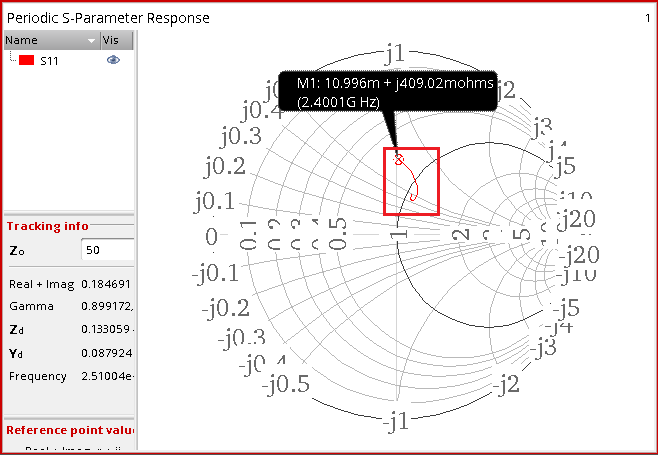 Periodic S-Parameter Response
1
Name Vis
S11
Tracking info
Zo 50
Real + Imag 0.184691
Gamma 0.899172,
Zd 0.133059
Yd 0.087924
Frequency 2.51004e
Reference point valu
M1: 10.996m + j409.02mohms
(2.4001G Hz)
j1
j2
j3
j4
j5
j10
j20
-j20
-j10
-j5
-j4
-j3
-j2
-j1
-j0.5
-j0.4
-j0.3
-j0.2
-j0.1
0
j0.1
j0.2
j0.3
j0.4
0.1
0.2
0.3
0.4
0.5
1
2
5